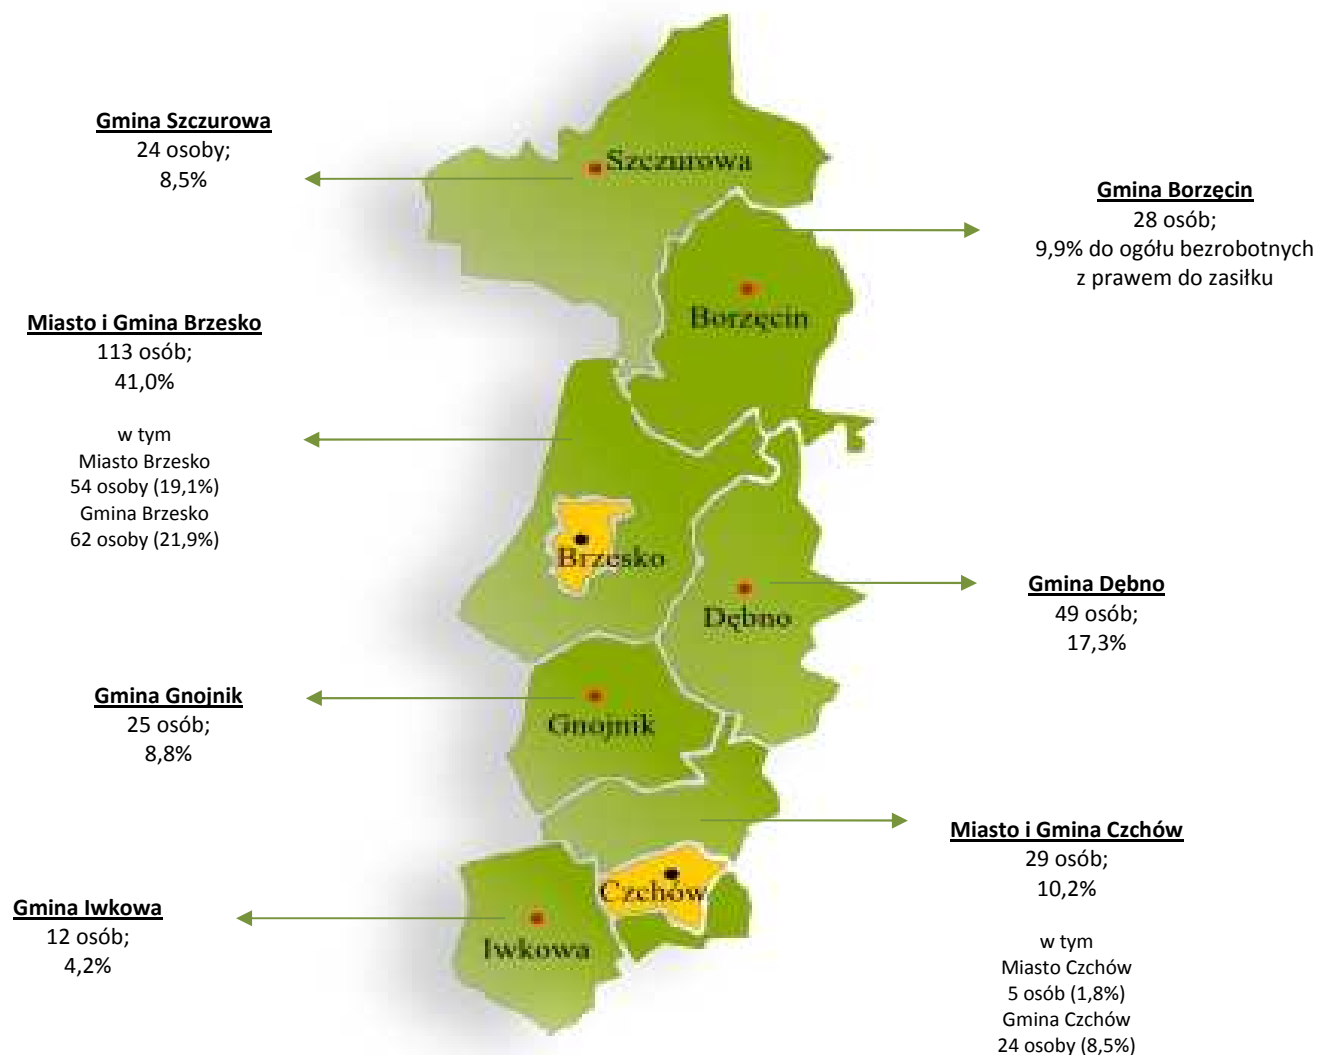 Gmina Szczurowa
24 osoby;
8,5%
Szczurowa
Gmina Borzęcin
28 osób;
9,9% do ogółu bezrobotnych
z prawem do zasiłku
Borzęcin
Miasto i Gmina Brzesko
113 osób;
41,0%
w tym
Miasto Brzesko
54 osoby (19,1%)
Gmina Brzesko
62 osoby (21,9%)
Brzesko
Gmina Dębno
49 osób;
17,3%
Dębno
Gmina Gnojnik
25 osób;
8,8%
Gnojnik
Miasto i Gmina Czchów
29 osób;
10,2%
w tym
Miasto Czchów
5 osób (1,8%)
Gmina Czchów
24 osoby (8,5%)
Czchów
Gmina Iwkowa
12 osób;
4,2%
Iwkowa